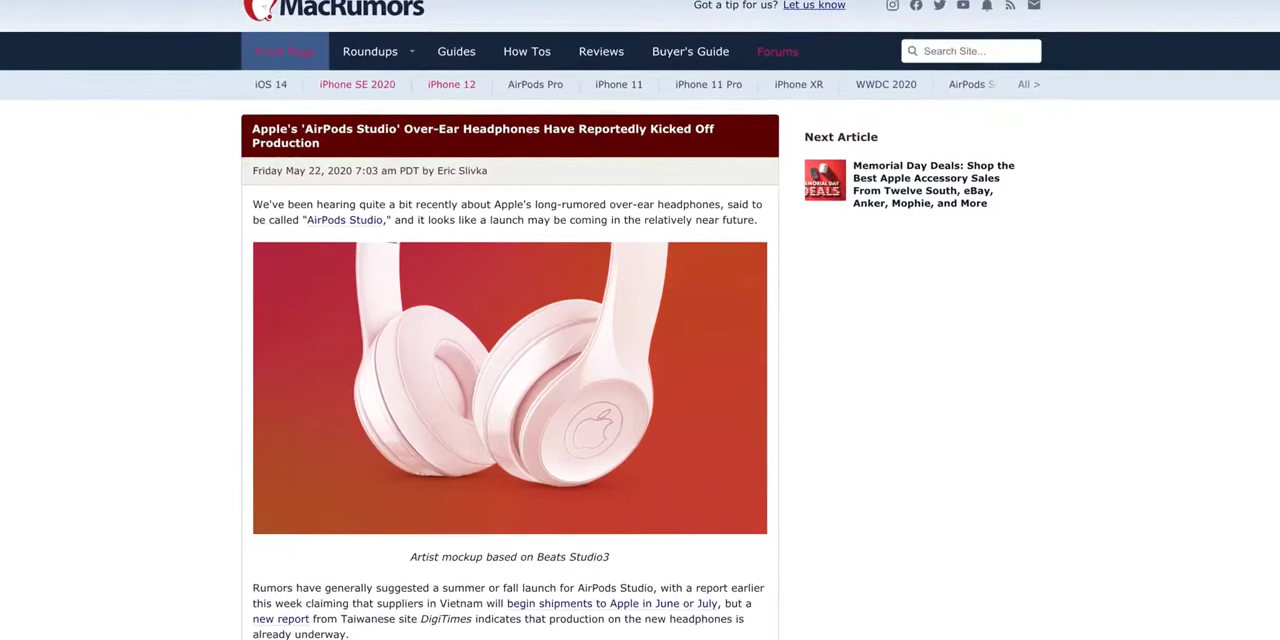 MacRumors
Got a tip for us? Let us know
Front Page Roundups Guides How Tos Reviews Buyer's Guide Forums Search Site...
iOS 14 iPhone SE 2020 iPhone 12 AirPods Pro iPhone 11 iPhone 11 Pro iPhone XR WWDC 2020 AirPods S All >
Apple's 'AirPods Studio' Over-Ear Headphones Have Reportedly Kicked Off
Production
Friday May 22, 2020 7:03 am PDT by Eric Slivka
We've been hearing quite a bit recently about Apple's long-rumored over-ear headphones, said to
be called "AirPods Studio," and it looks like a launch may be coming in the relatively near future.
Artist mockup based on Beats Studio3
Rumors have generally suggested a summer or fall launch for AirPods Studio, with a report earlier
this week claiming that suppliers in Vietnam will begin shipments to Apple in June or July, but a
new report from Taiwanese site DigiTimes indicates that production on the new headphones is
already underway.
Next Article
Memorial Day Deals: Shop the
Best Apple Accessory Sales
From Twelve South, eBay,
Anker, Mophie, and More
MEMORIAL DAY
DEALS